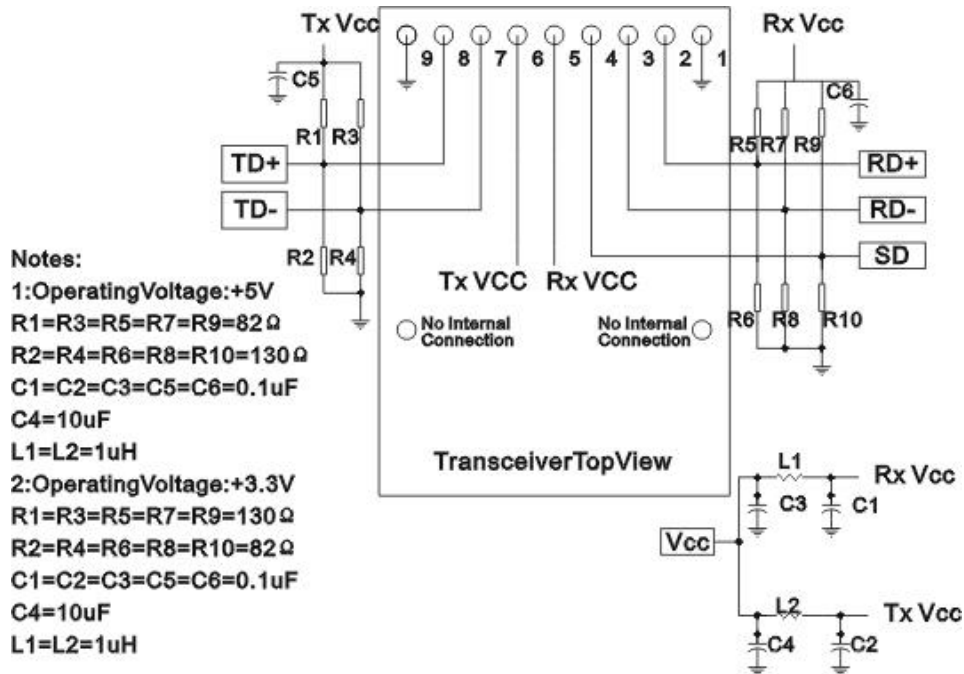 Tx Vcc
Rx Vcc
9 8 7 6 5 4 3 2 1
C5
C6
R1 R3
R5 R7 R9
TD+
RD+
TD-
RD-
SD
R2 R4
Tx VCC Rx VCC
R6 R8 R10
No Internal
Connection
No Internal
Connection
Notes:
1:OperatingVoltage:+5V
R1=R3=R5=R7=R9=82Ω
R2=R4=R6=R8=R10=130Ω
C1=C2=C3=C5=C6=0.1uF
C4=10uF
L1=L2=1uH
2:OperatingVoltage:+3.3V
R1=R3=R5=R7=R9=130Ω
R2=R4=R6=R8=R10=82Ω
C1=C2=C3=C5=C6=0.1uF
C4=10uF
L1=L2=1uH
TransceiverTopView
L1
Rx Vcc
C3 C1
Vcc
L2
Tx Vcc
C4 C2